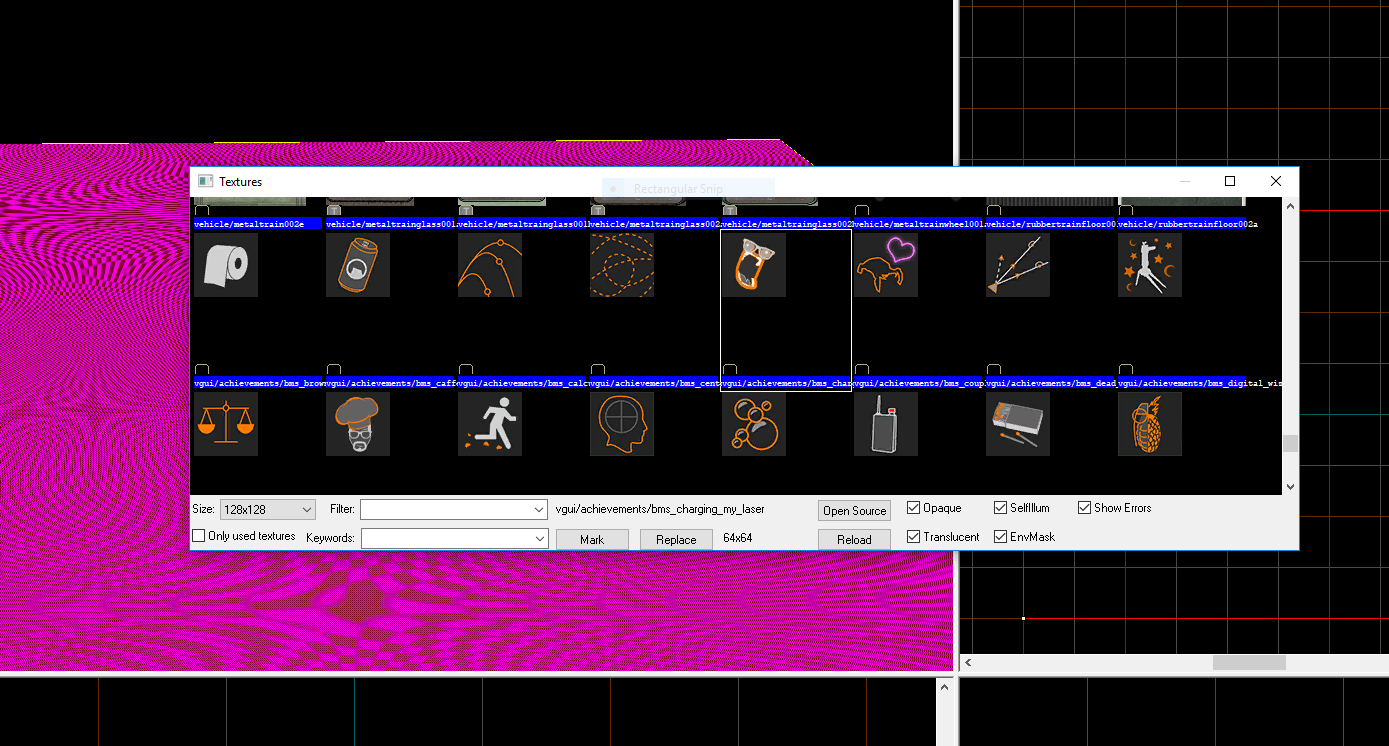 Textures
Rectangular Snip
vehicle/metaltrain002e
vehicle/metaltrainglass001
vehicle/metaltrainglass001
vehicle/metaltrainglass002
vehicle/metaltrainglass002
vehicle/metaltrainwheel001
vehicle/rubbertrainfloor00
vehicle/rubbertrainfloor002a
vgui/achievements/bms_brow
vgui/achievements/bms_caff
vgui/achievements/bms_calc
vgui/achievements/bms_cent
vgui/achievements/bms_char
vgui/achievements/bms_coup
vgui/achievements/bms_dead
vgui/achievements/bms_digital_wis
Size: 128x128 Filter: vgui/achievements/bms_charging_my_laser Open Source Opaque SelfIllum Show Errors
Only used textures Keywords: Mark Replace 64x64 Reload Translucent EnvMask